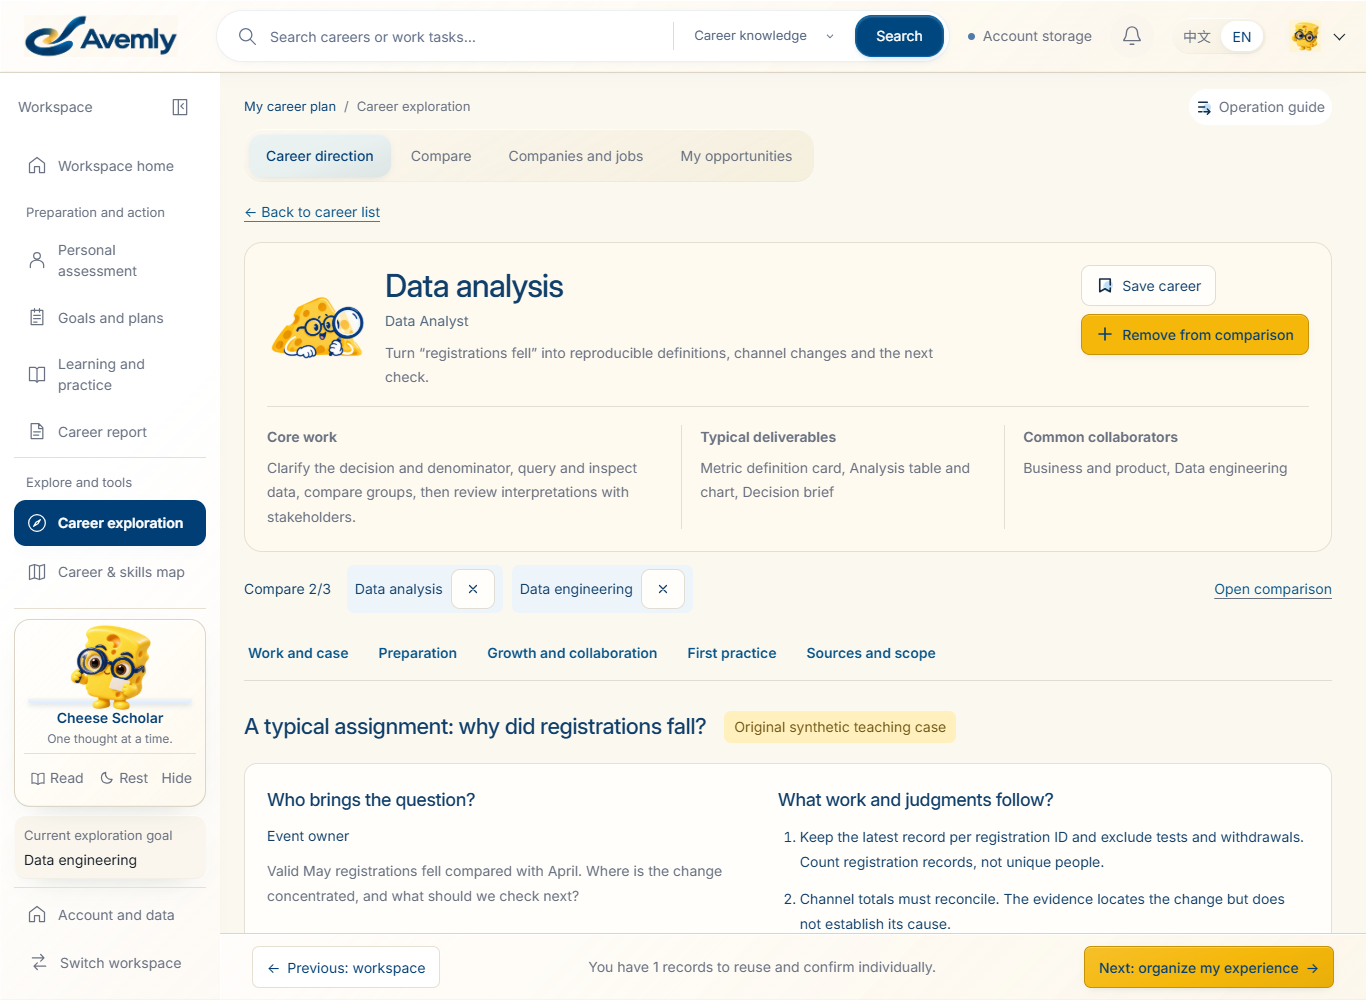 Avemly
Search careers or work tasks...
Career knowledge
Search
Account storage
中文
EN
Workspace
Workspace home
Preparation and action
Personal
assessment
Goals and plans
Learning and
practice
Career report
Explore and tools
Career exploration
Career & skills map
Cheese Scholar
One thought at a time.
Read
Rest
Hide
Current exploration goal
Data engineering
Account and data
Switch workspace
My career plan / Career exploration
Operation guide
Career direction
Compare
Companies and jobs
My opportunities
← Back to career list
Data analysis
Data Analyst
Turn “registrations fell” into reproducible definitions, channel changes and the next
check.
Save career
+ Remove from comparison
Core work
Clarify the decision and denominator, query and inspect
data, compare groups, then review interpretations with
stakeholders.
Typical deliverables
Metric definition card, Analysis table and
chart, Decision brief
Common collaborators
Business and product, Data engineering
Compare 2/3
Data analysis ×
Data engineering ×
Open comparison
Work and case
Preparation
Growth and collaboration
First practice
Sources and scope
A typical assignment: why did registrations fall?
Original synthetic teaching case
Who brings the question?
Event owner
Valid May registrations fell compared with April. Where is the change
concentrated, and what should we check next?
What work and judgments follow?
1. Keep the latest record per registration ID and exclude tests and withdrawals.
Count registration records, not unique people.
2. Channel totals must reconcile. The evidence locates the change but does
not establish its cause.
← Previous: workspace
You have 1 records to reuse and confirm individually.
Next: organize my experience →